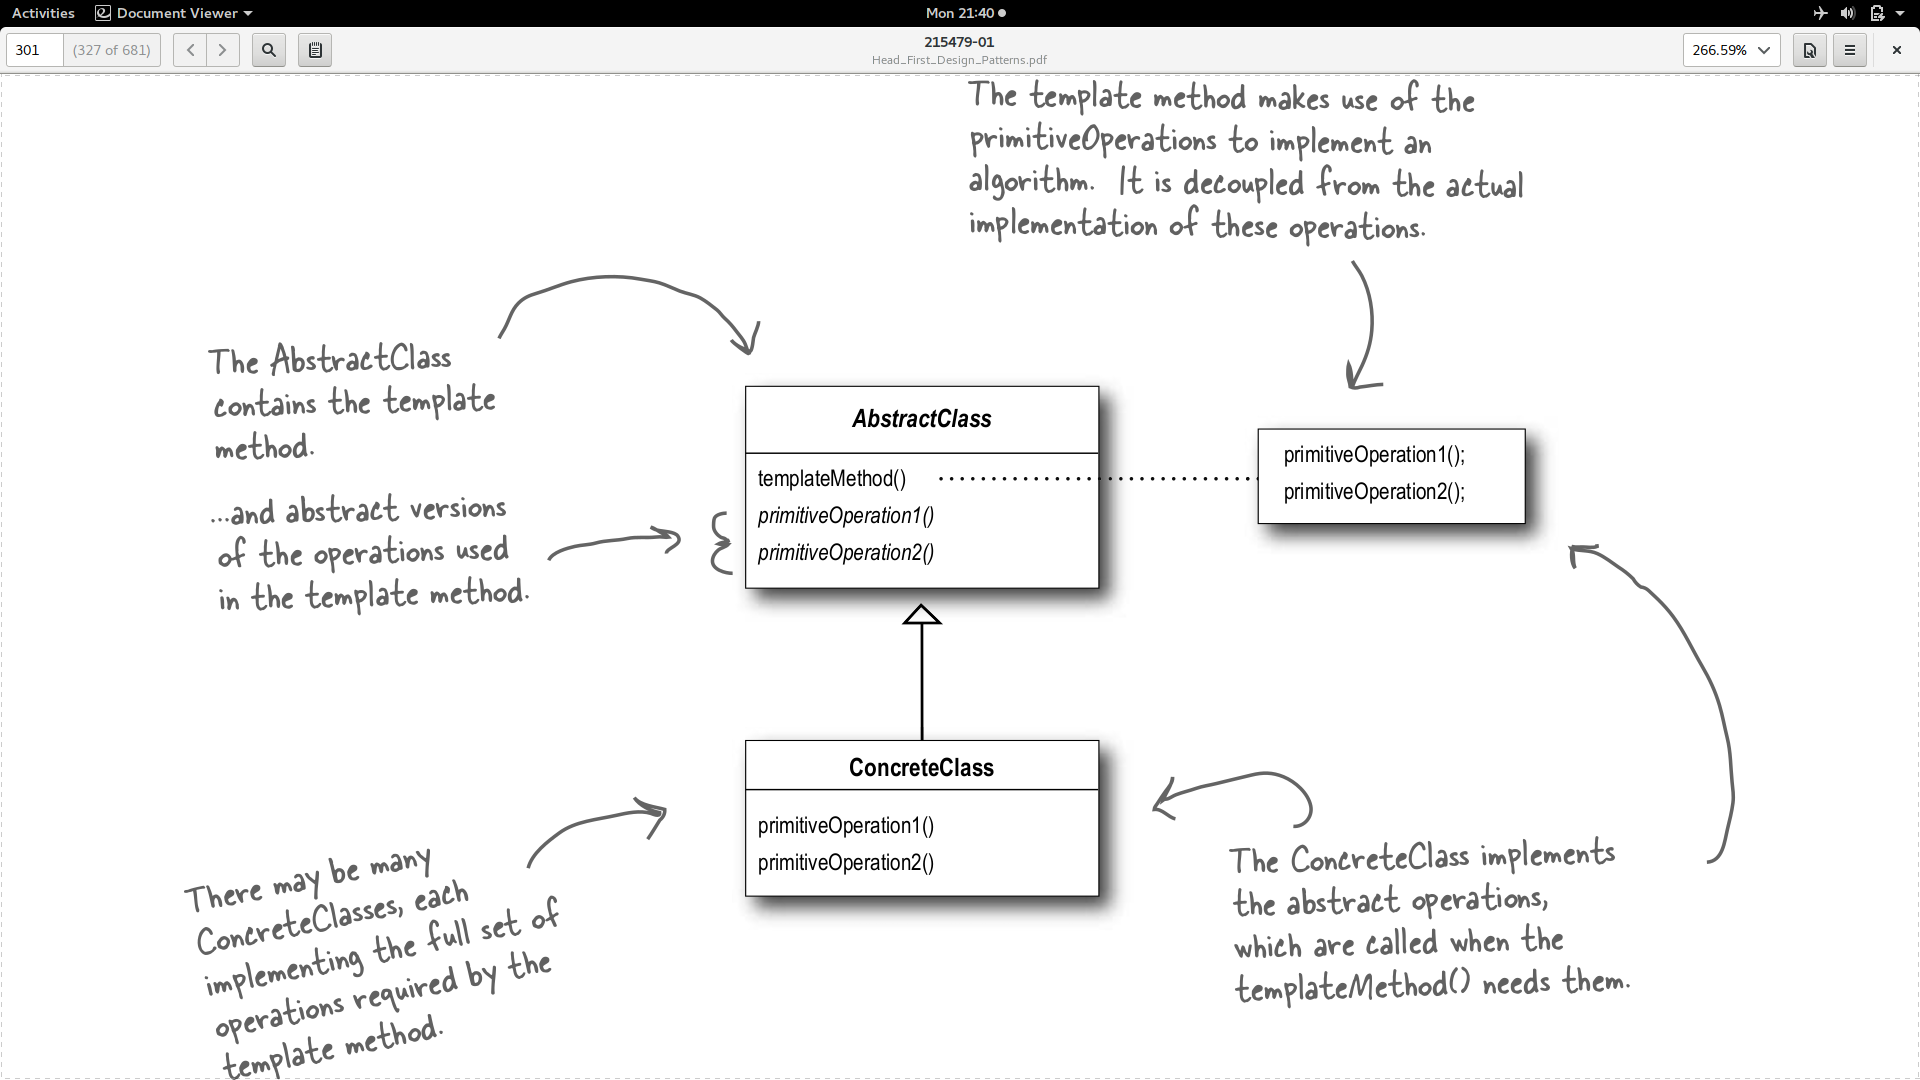 Activities
Document Viewer
Mon 21:40
301
(327 of 681)
215479-01
Head_First_Design_Patterns.pdf
266.59%
The template method makes use of the
primitiveOperations to implement an
algorithm. It is decoupled from the actual
implementation of these operations.
The AbstractClass
contains the template
method.
...and abstract versions
of the operations used
in the template method.
AbstractClass
templateMethod()
primitiveOperation1()
primitiveOperation2()
primitiveOperation1();
primitiveOperation2();
ConcreteClass
primitiveOperation1()
primitiveOperation2()
There may be many
ConcreteClasses, each
implementing the full set of
operations required by the
template method.
The ConcreteClass implements
the abstract operations,
which are called when the
templateMethod() needs them.